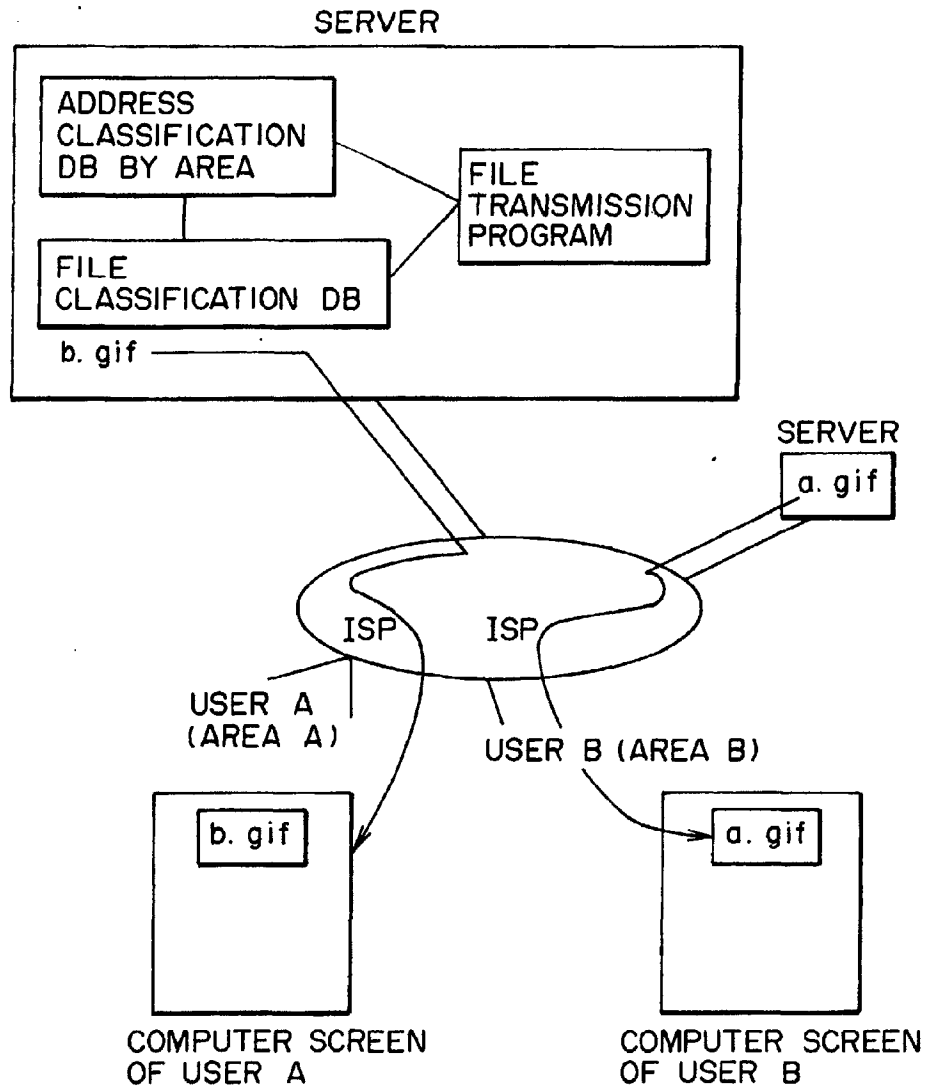 SERVER
ADDRESS
CLASSIFICATION
DB BY AREA
FILE
TRANSMISSION
PROGRAM
FILE
CLASSIFICATION DB
b. gif
SERVER
a. gif
ISP
ISP
USER A
(AREA A)
USER B (AREA B)
b. gif
a. gif
COMPUTER SCREEN
OF USER A
COMPUTER SCREEN
OF USER B